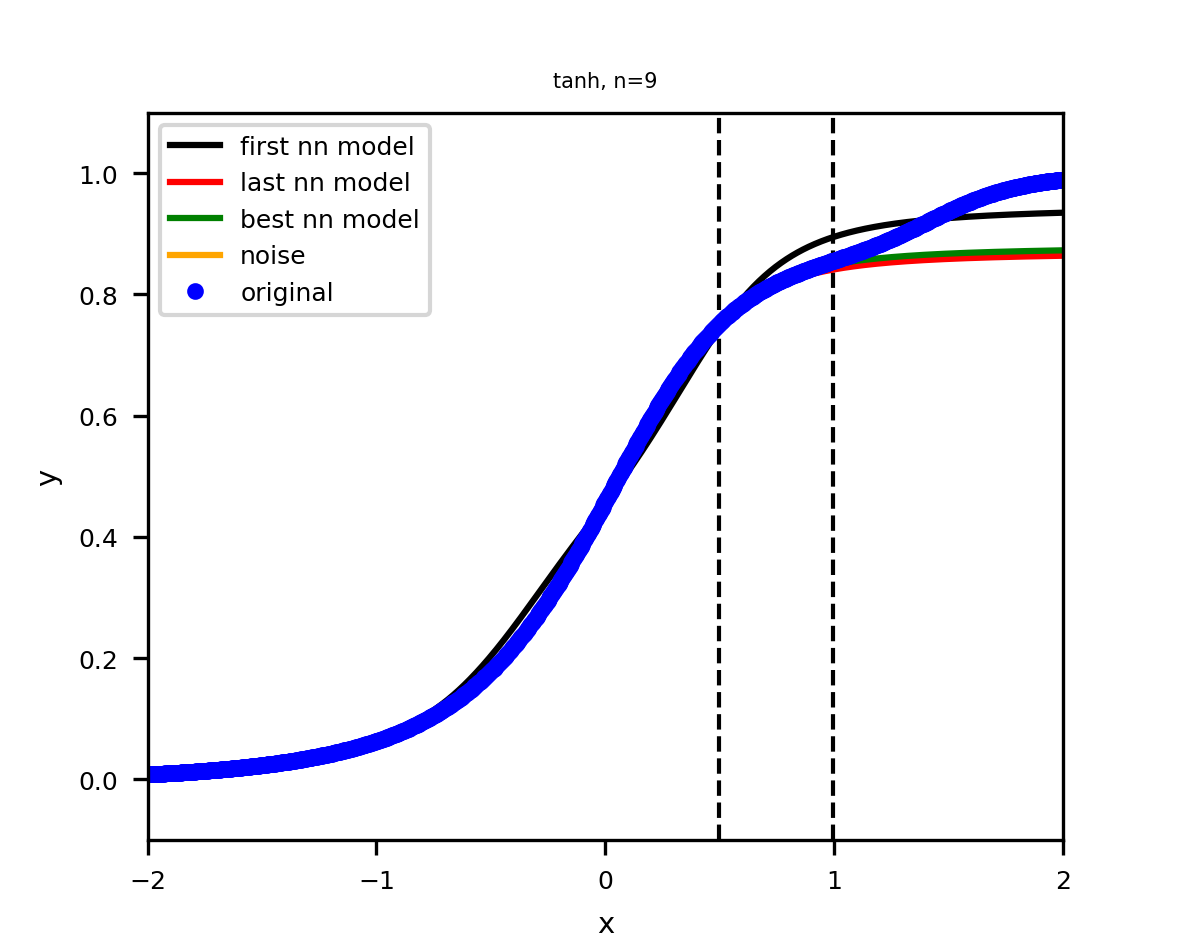 tanh, n=9
first nn model
last nn model
best nn model
noise
original
1.0
0.8
0.6
0.4
0.2
0.0
y
−2
−1
0
1
2
x